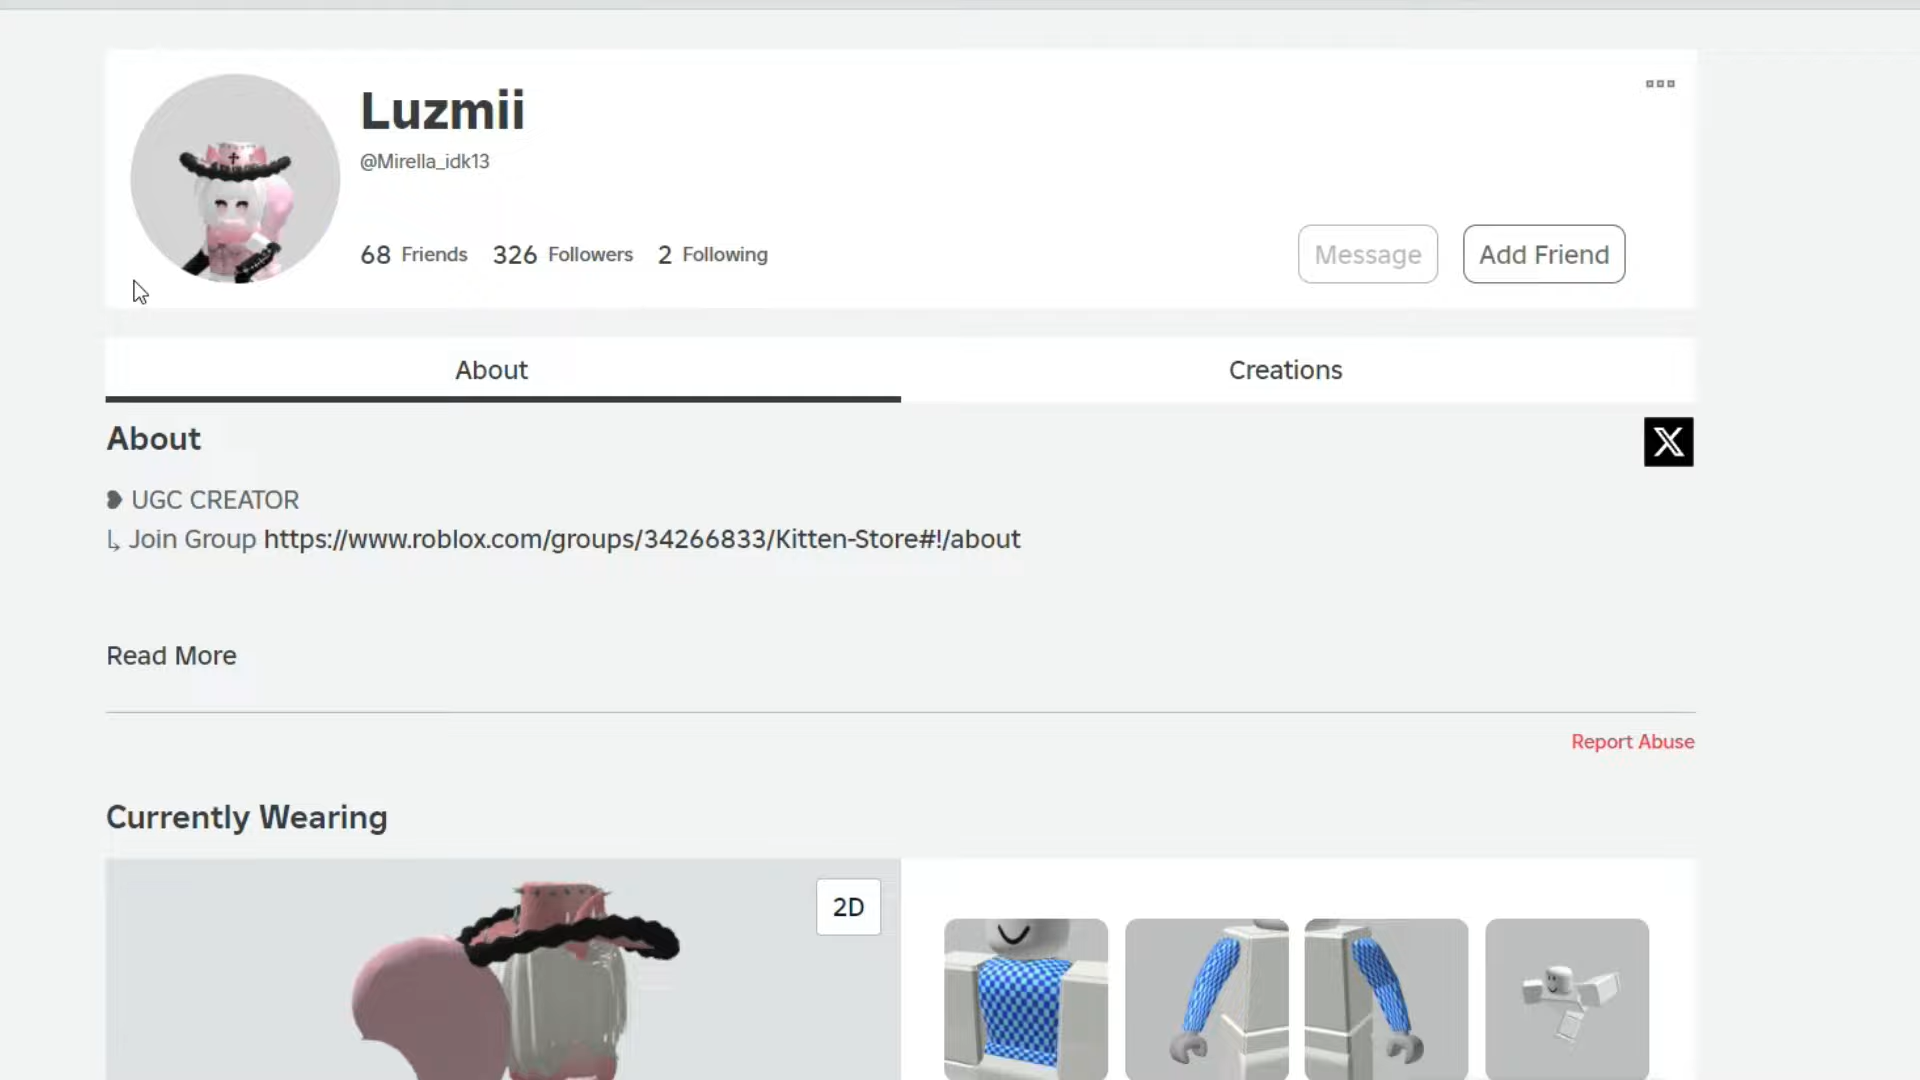 Luzmii
@Mirella_idk13
68 Friends 326 Followers 2 Following
Message
Add Friend
About
Creations
About
X
❥ UGC CREATOR
↳ Join Group https://www.roblox.com/groups/34266833/Kitten-Store#!/about
Read More
Report Abuse
Currently Wearing
2D